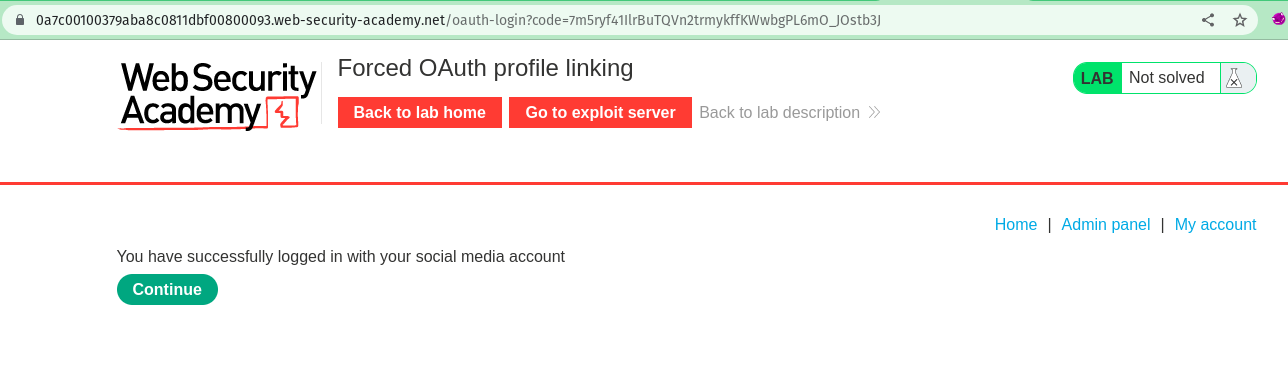 0a7c00100379aba8c0811dbf00800093.web-security-academy.net/oauth-login?code=7m5ryf41IlrBuTQVn2trmykffKWwbgPL6mO_JOstb3J
Web Security
Academy
Forced OAuth profile linking
Back to lab home
Go to exploit server
Back to lab description
LAB
Not solved
Home | Admin panel | My account
You have successfully logged in with your social media account
Continue